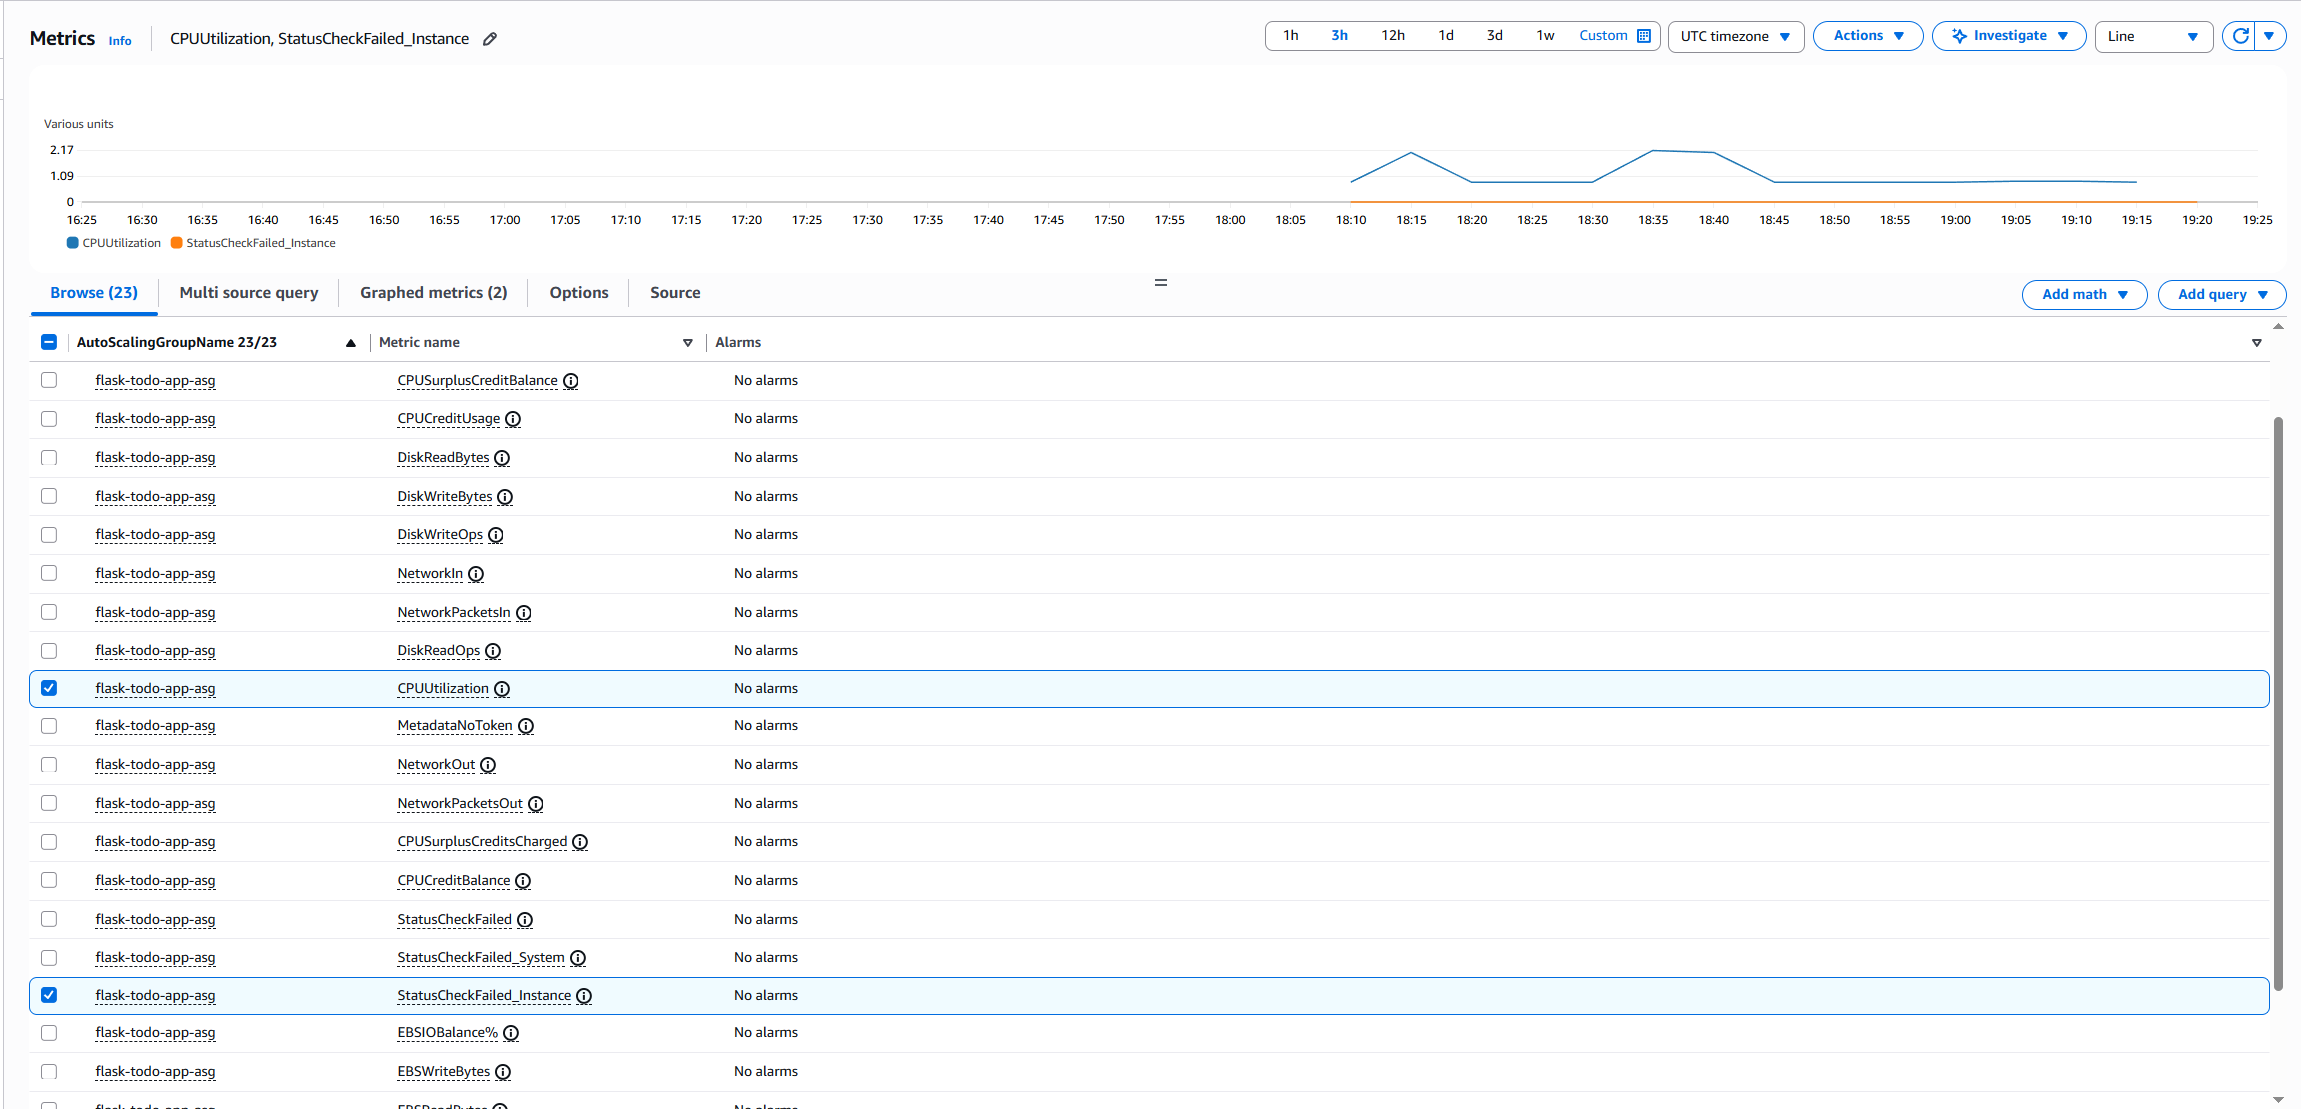 Metrics Info CPUUtilization, StatusCheckFailed_Instance 1h 3h 12h 1d 3d 1w Custom UTC timezone Actions Investigate Line
Various units
2.17
1.09
0
16:25 16:30 16:35 16:40 16:45 16:50 16:55 17:00 17:05 17:10 17:15 17:20 17:25 17:30 17:35 17:40 17:45 17:50 17:55 18:00 18:05 18:10 18:15 18:20 18:25 18:30 18:35 18:40 18:45 18:50 18:55 19:00 19:05 19:10 19:15 19:20 19:25
CPUUtilization StatusCheckFailed_Instance
Browse (23) Multi source query Graphed metrics (2) Options Source Add math Add query
AutoScalingGroupName 23/23 Metric name Alarms
flask-todo-app-asg CPUSurplusCreditBalance No alarms
flask-todo-app-asg CPUCreditUsage No alarms
flask-todo-app-asg DiskReadBytes No alarms
flask-todo-app-asg DiskWriteBytes No alarms
flask-todo-app-asg DiskWriteOps No alarms
flask-todo-app-asg NetworkIn No alarms
flask-todo-app-asg NetworkPacketsIn No alarms
flask-todo-app-asg DiskReadOps No alarms
flask-todo-app-asg CPUUtilization No alarms
flask-todo-app-asg MetadataNoToken No alarms
flask-todo-app-asg NetworkOut No alarms
flask-todo-app-asg NetworkPacketsOut No alarms
flask-todo-app-asg CPUSurplusCreditsCharged No alarms
flask-todo-app-asg CPUCreditBalance No alarms
flask-todo-app-asg StatusCheckFailed No alarms
flask-todo-app-asg StatusCheckFailed_System No alarms
flask-todo-app-asg StatusCheckFailed_Instance No alarms
flask-todo-app-asg EBSIOBalance% No alarms
flask-todo-app-asg EBSWriteBytes No alarms
flask-todo-app-asg EBSReadBytes No alarms